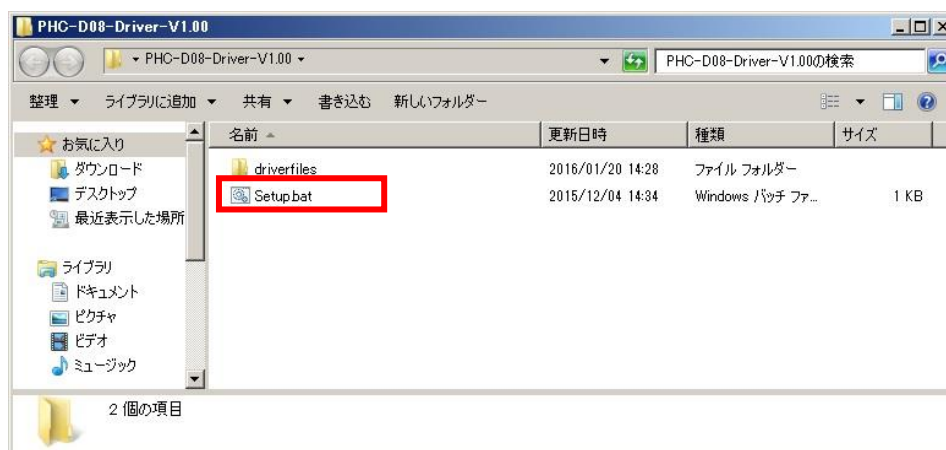 PHC-D08-Driver-V1.00
PHC-D08-Driver-V1.00
PHC-D08-Driver-V1.00の検索
整理 ライブラリに追加 共有 書き込む 新しいフォルダー
お気に入り
ダウンロード
デスクトップ
最近表示した場所
ライブラリ
ドキュメント
ピクチャ
ビデオ
ミュージック
名前 更新日時 種類 サイズ
driverfiles 2016/01/20 14:28 ファイル フォルダー
Setup.bat 2015/12/04 14:34 Windows バッチ ファ... 1 KB
2 個の項目